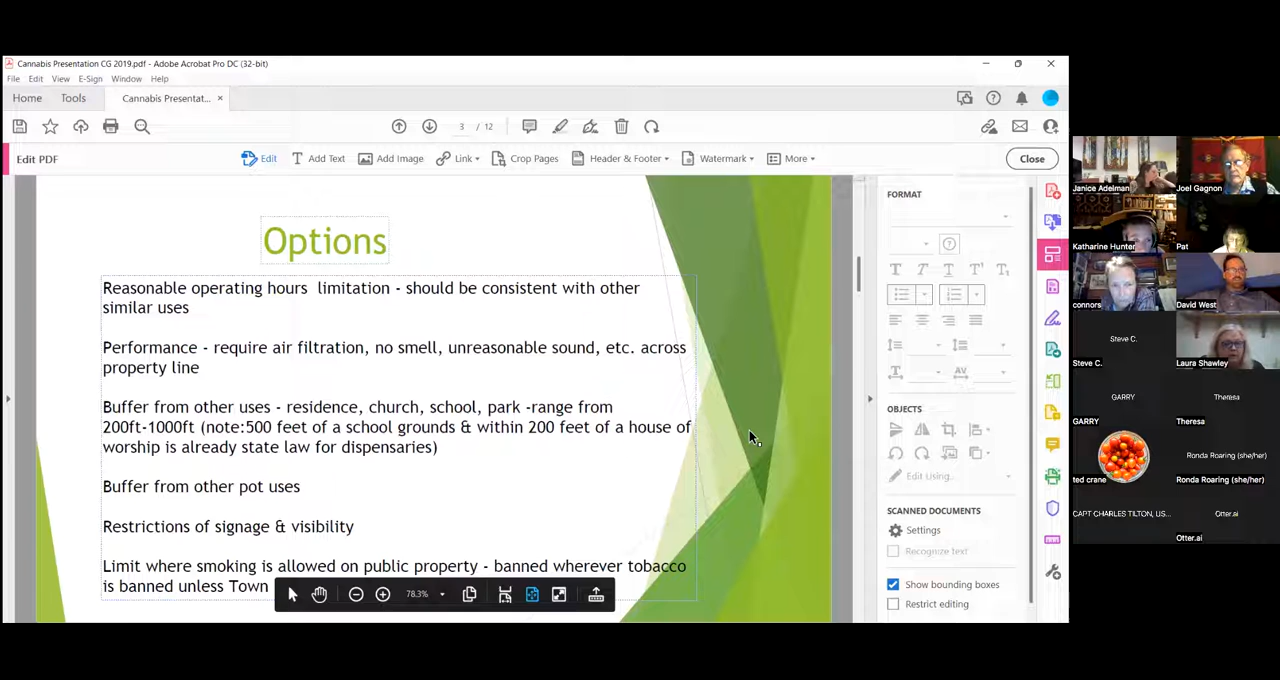 Cannabis Presentation CG 2019.pdf - Adobe Acrobat Pro DC (32-bit)
File Edit View E-Sign Window Help
Home Tools Cannabis Presentat... ×
3 / 12
Edit PDF Edit Add Text Add Image Link Crop Pages Header & Footer Watermark More Close
Options
Reasonable operating hours limitation - should be consistent with other
similar uses
Performance - require air filtration, no smell, unreasonable sound, etc. across
property line
Buffer from other uses - residence, church, school, park -range from
200ft-1000ft (note:500 feet of a school grounds & within 200 feet of a house of
worship is already state law for dispensaries)
Buffer from other pot uses
Restrictions of signage & visibility
Limit where smoking is allowed on public property - banned wherever tobacco
is banned unless Town
78.3%
FORMAT
OBJECTS
Edit Using...
SCANNED DOCUMENTS
Settings
Recognize text
Show bounding boxes
Restrict editing
Janice Adelman Joel Gagnon
Katharine Hunter Pat
connors David West
Steve C.
Steve C. Laura Shawley
GARRY Theresa
GARRY Theresa
Ronda Roaring (she/her)
ted crane Ronda Roaring (she/her)
CAPT CHARLES TILTON, US... Otter.ai
Otter.ai